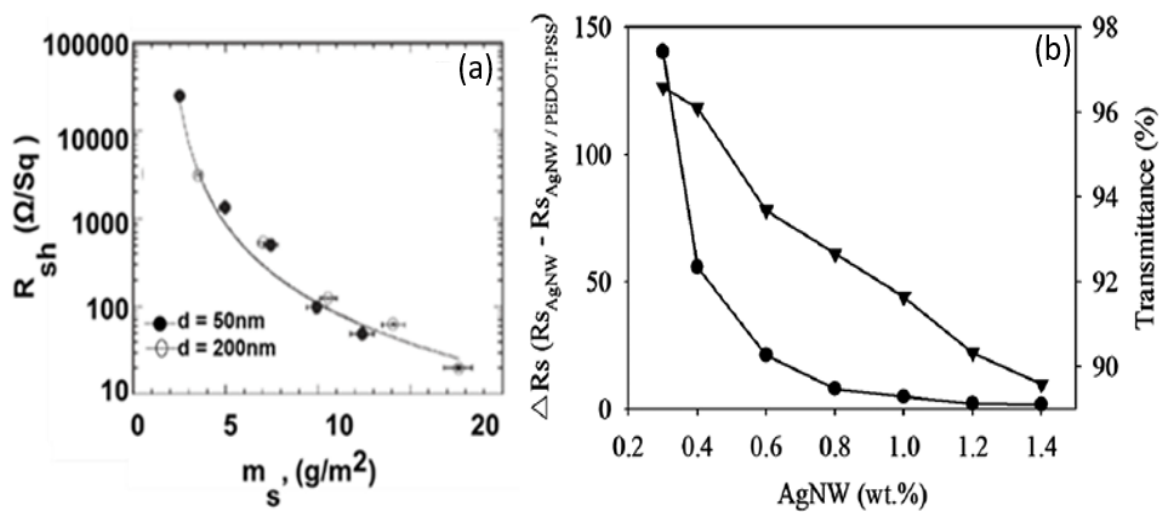 100000
10000
1000
100
10
R sh (Ω/Sq)
(a)
d = 50nm
d = 200nm
0 5 10 20
m s, (g/m²)
150
100
50
0
△Rs (Rs AgNW - Rs AgNW / PEDOT:PSS
(b)
98
96
94
92
90
Transmittance (%)
0.2 0.4 0.6 0.8 1.0 1.2 1.4
AgNW (wt.%)